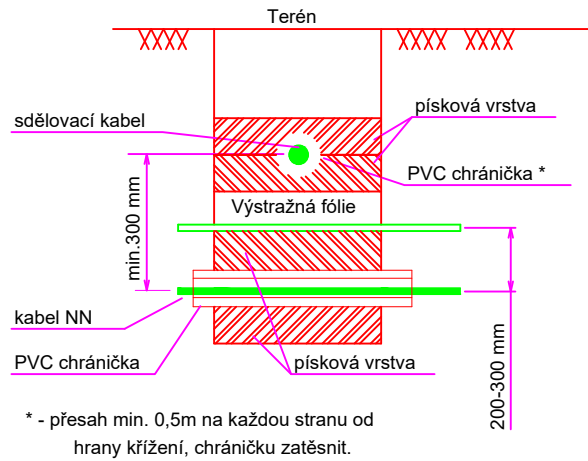 Terén
sdělovací kabel
písková vrstva
PVC chránička *
min.300 mm
Výstražná fólie
kabel NN
PVC chránička
písková vrstva
200-300 mm
* - přesah min. 0,5m na každou stranu od
hrany křížení, chráničku zatěsnit.